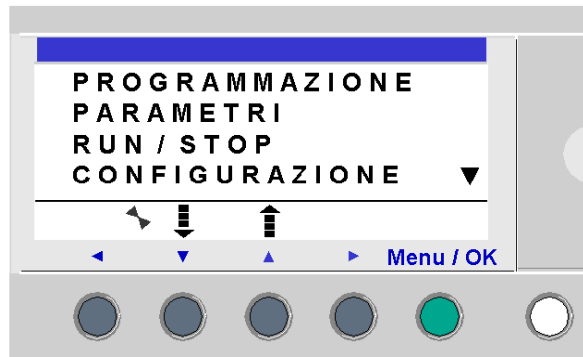 PROGRAMMAZIONE
PARAMETRI
RUN / STOP
CONFIGURAZIONE
Menu / OK